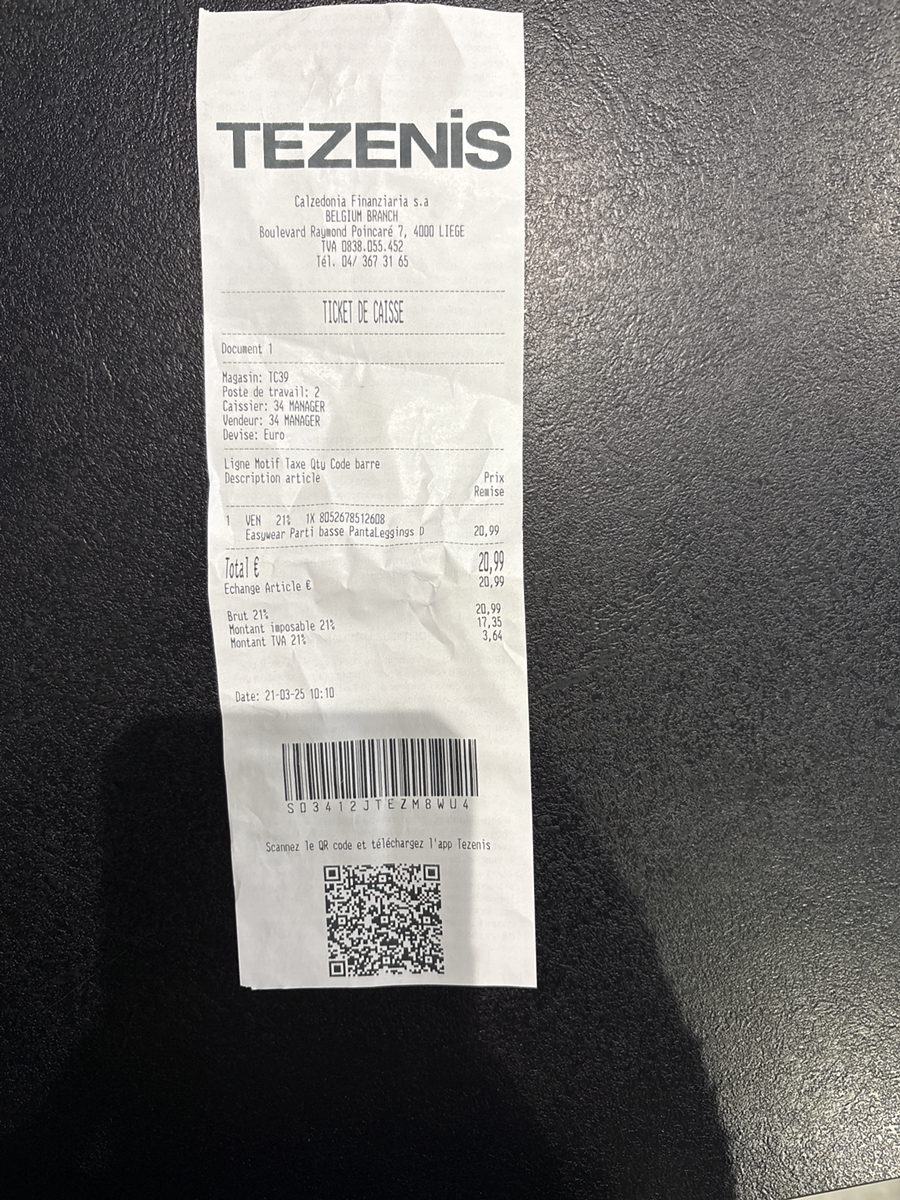 TEZENiS
Calzedonia Finanziaria s.a
BELGIUM BRANCH
Boulevard Raymond Poincaré 7, 4000 LIEGE
TVA 0838.055.452
Tél. 04/ 367 31 65
TICKET DE CAISSE
Document 1
Magasin: TC39
Poste de travail: 2
Caissier: 34 MANAGER
Vendeur: 34 MANAGER
Devise: Euro
Ligne Motif Taxe Qty Code barre
Description article Prix
Remise
1 VEN 21% 1X 8052678512608
Easywear Parti basse PantaLeggings D 20,99
Total € 20,99
Echange Article € 20,99
Brut 21% 20,99
Montant imposable 21% 17,35
Montant TVA 21% 3,64
Date: 21-03-25 10:10
S03412JTEZM8WU4
Scannez le QR code et téléchargez l'app Tezenis